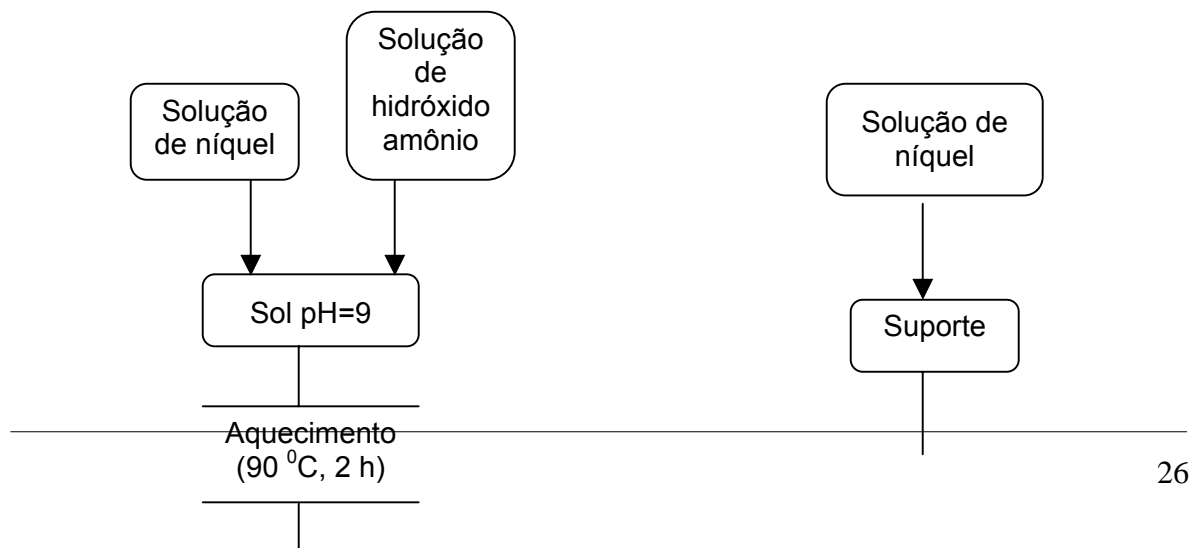 Solução
de níquel
Solução
de
hidróxido
amônio
Sol pH=9
Aquecimento
(90 ⁰C, 2 h)
Solução de
níquel
Suporte
26